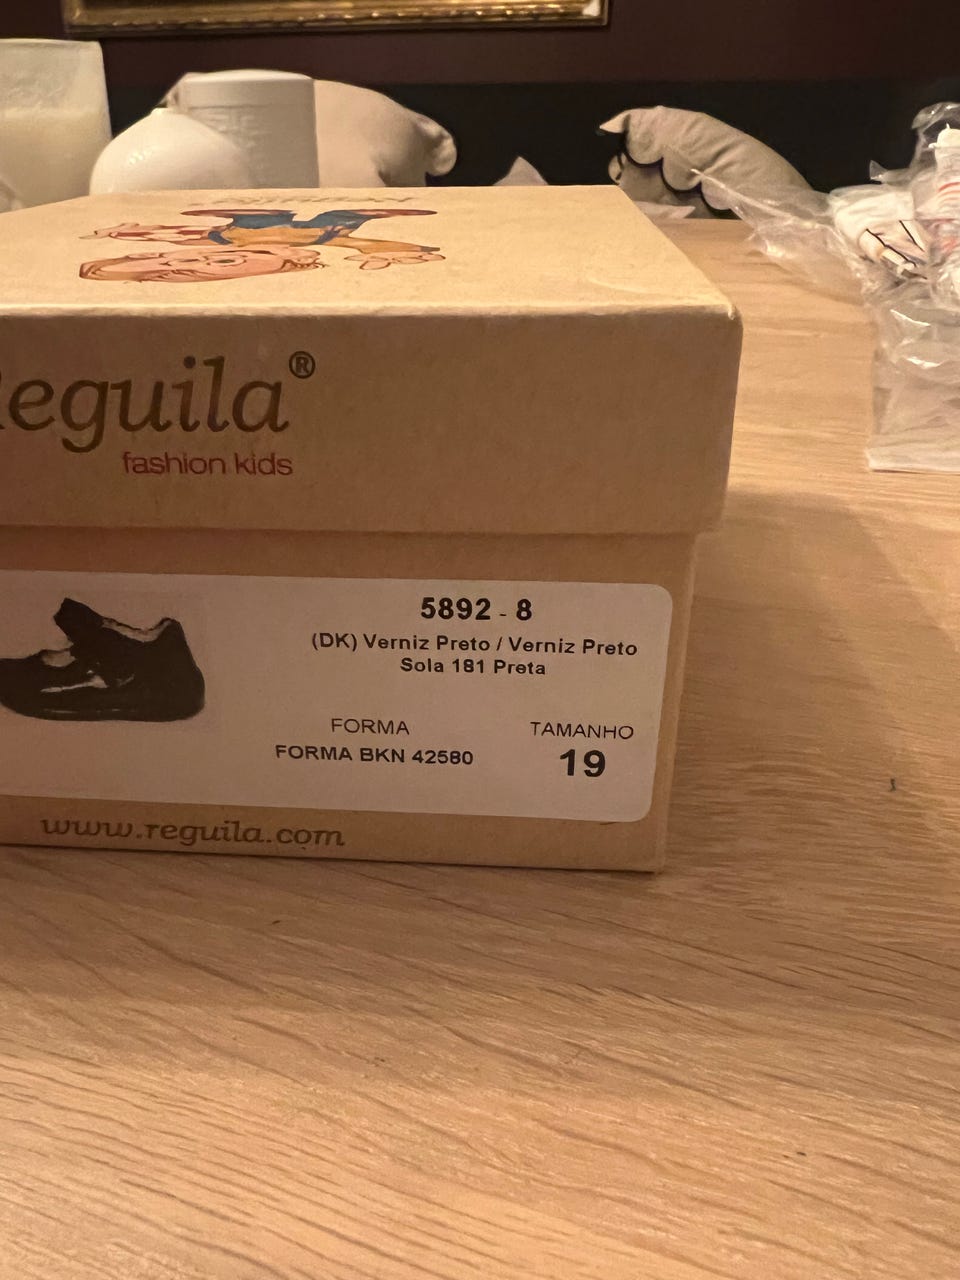 eguila®
fashion kids
5892 - 8
(DK) Verniz Preto / Verniz Preto
Sola 181 Preta
FORMA
FORMA BKN 42580
TAMANHO
19
www.reguila.com